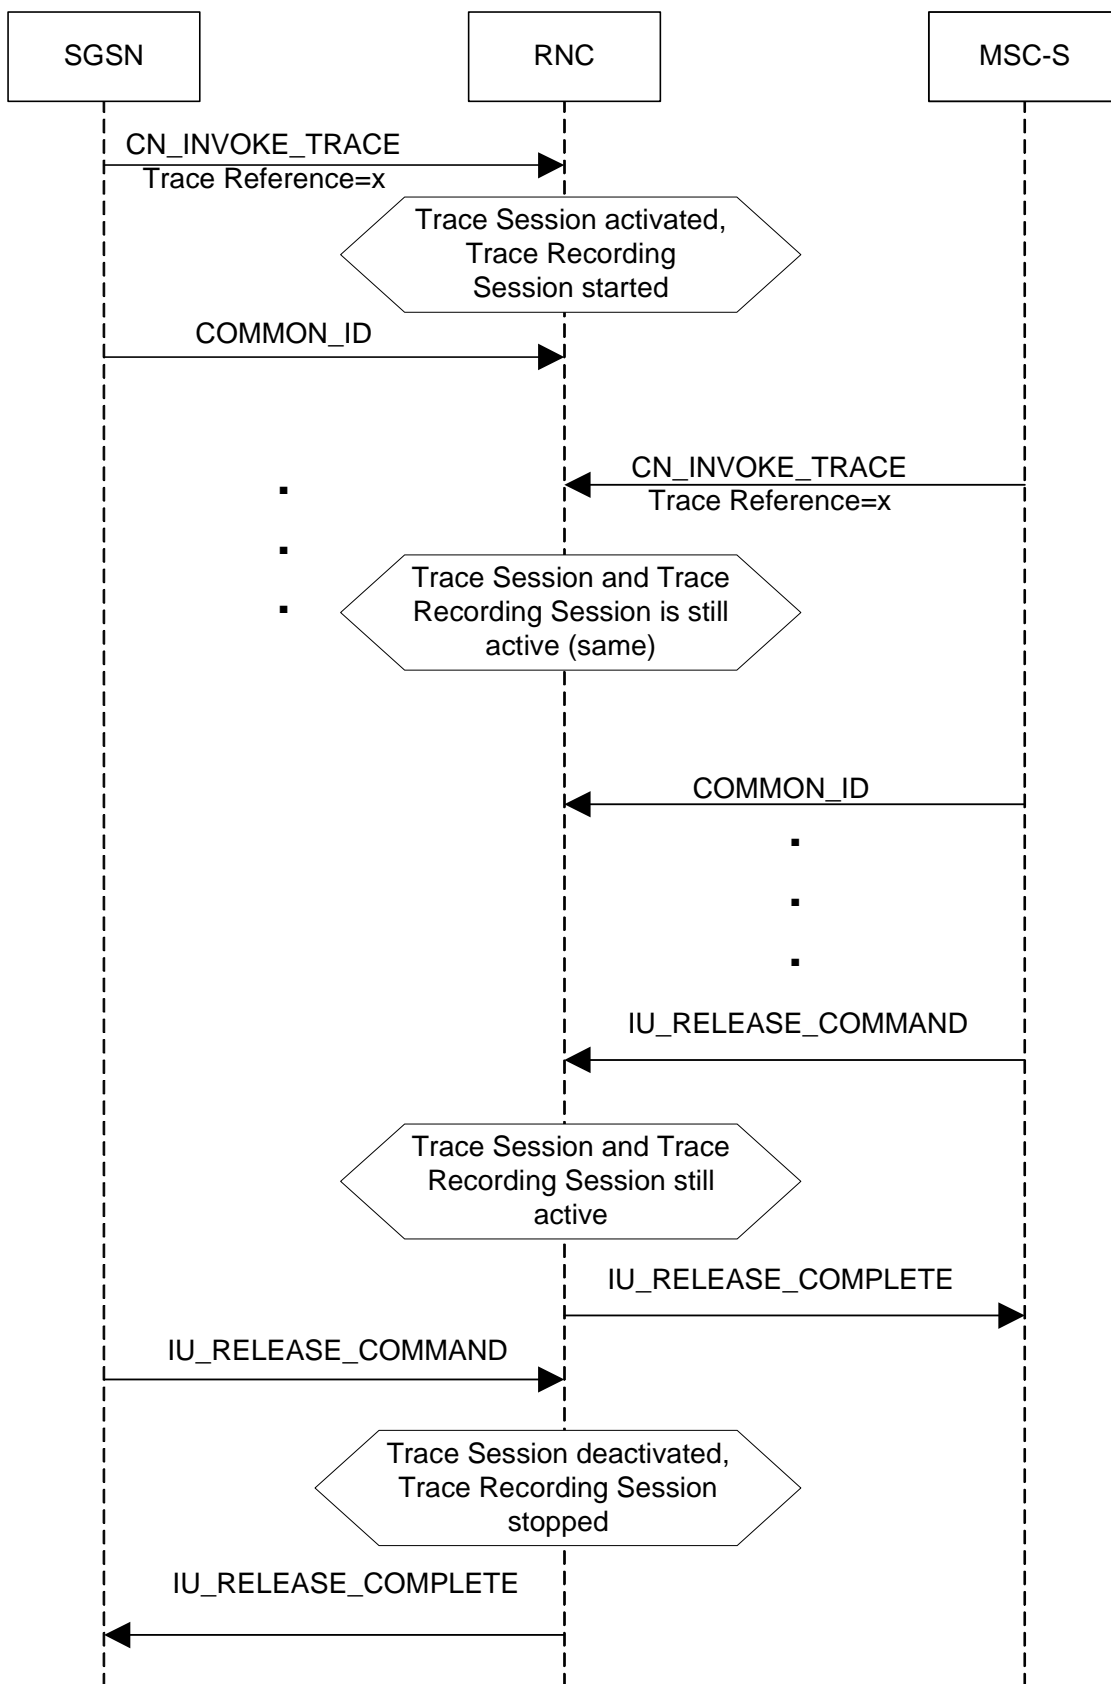 SGSN
RNC
MSC-S
CN_INVOKE_TRACE
Trace Reference=x
Trace Session activated,
Trace Recording
Session started
COMMON_ID
CN_INVOKE_TRACE
Trace Reference=x
Trace Session and Trace
Recording Session is still
active (same)
COMMON_ID
IU_RELEASE_COMMAND
Trace Session and Trace
Recording Session still
active
IU_RELEASE_COMPLETE
IU_RELEASE_COMMAND
Trace Session deactivated,
Trace Recording Session
stopped
IU_RELEASE_COMPLETE